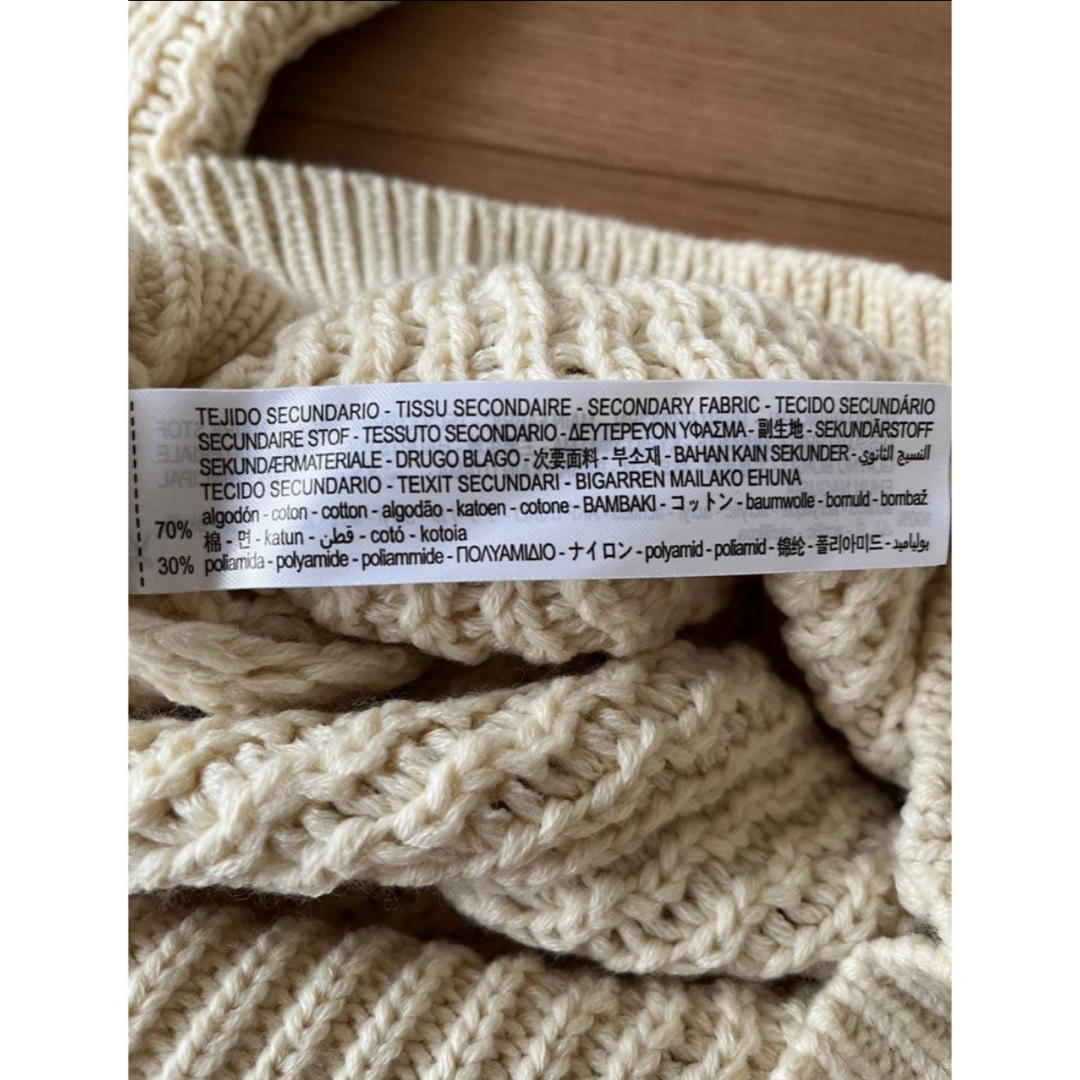 TEJIDO SECUNDARIO - TISSU SECONDAIRE - SECONDARY FABRIC - TECIDO SECUNDÁRIO
SECUNDAIRE STOF - TESSUTO SECONDARIO - ΔΕΥΤΕΡΕΥΟΝ ΥΦΑΣΜΑ - 副生地 - SEKUNDÄRSTOFF
SEKUNDÆRMATERIALE - DRUGO BLAGO - 次要面料 - 부소재 - BAHAN KAIN SEKUNDER - النسيج الثانوي
TECIDO SECUNDARIO - TEIXIT SECUNDARI - BIGARREN MAILAKO EHUNA
algodón - coton - cotton - algodão - katoen - cotone - BAMBAKI - コットン - baumwolle - bomuld - bombaž
70% 棉 - 면 - katun - قطن - cotó - kotoia
30% poliamida - polyamide - poliammide - ΠΟΛΥΑΜΙΔΙΟ - ナイロン - polyamid - poliamid - 锦纶 - 폴리아미드 - بولياميد